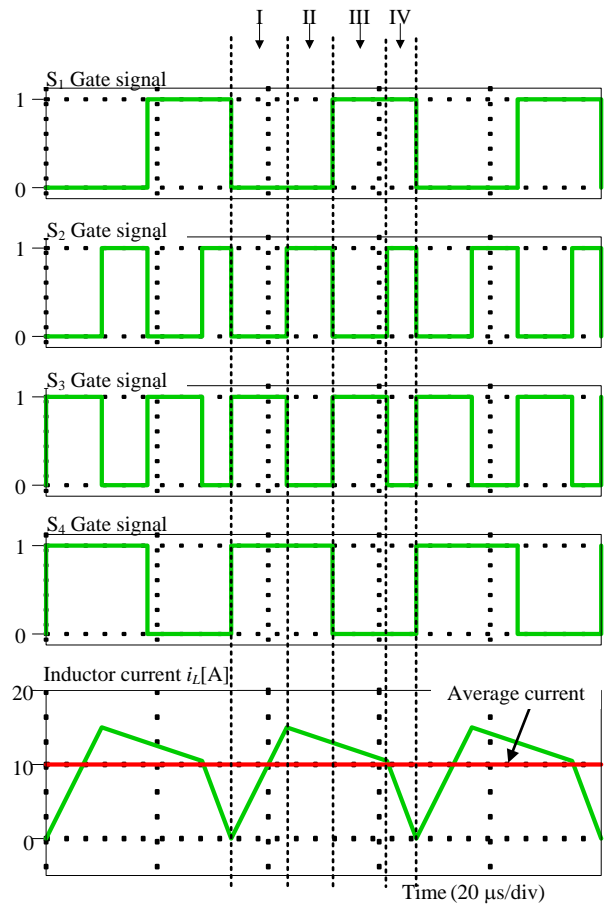 I II III IV
S₁ Gate signal
1
0
S₂ Gate signal
1
0
S₃ Gate signal
1
0
S₄ Gate signal
1
0
Inductor current iL[A]
20
Average current
10
0
Time (20 μs/div)